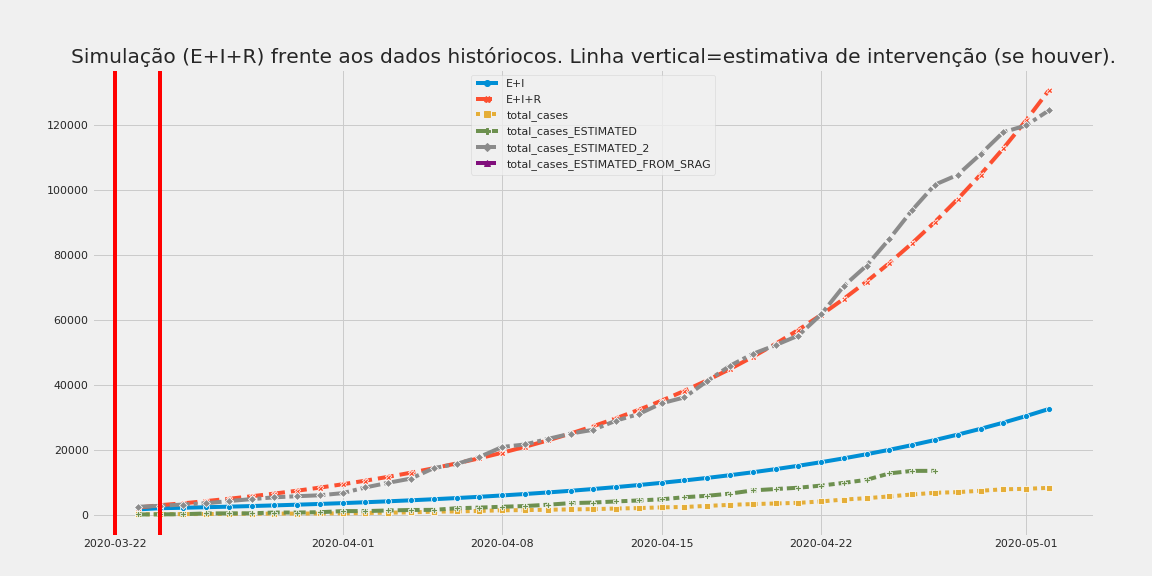 Simulação (E+I+R) frente aos dados históriocos. Linha vertical=estimativa de intervenção (se houver).
E+I
E+I+R
total_cases
total_cases_ESTIMATED
total_cases_ESTIMATED_2
total_cases_ESTIMATED_FROM_SRAG
120000
100000
80000
60000
40000
20000
0
2020-03-22 2020-04-01 2020-04-08 2020-04-15 2020-04-22 2020-05-01